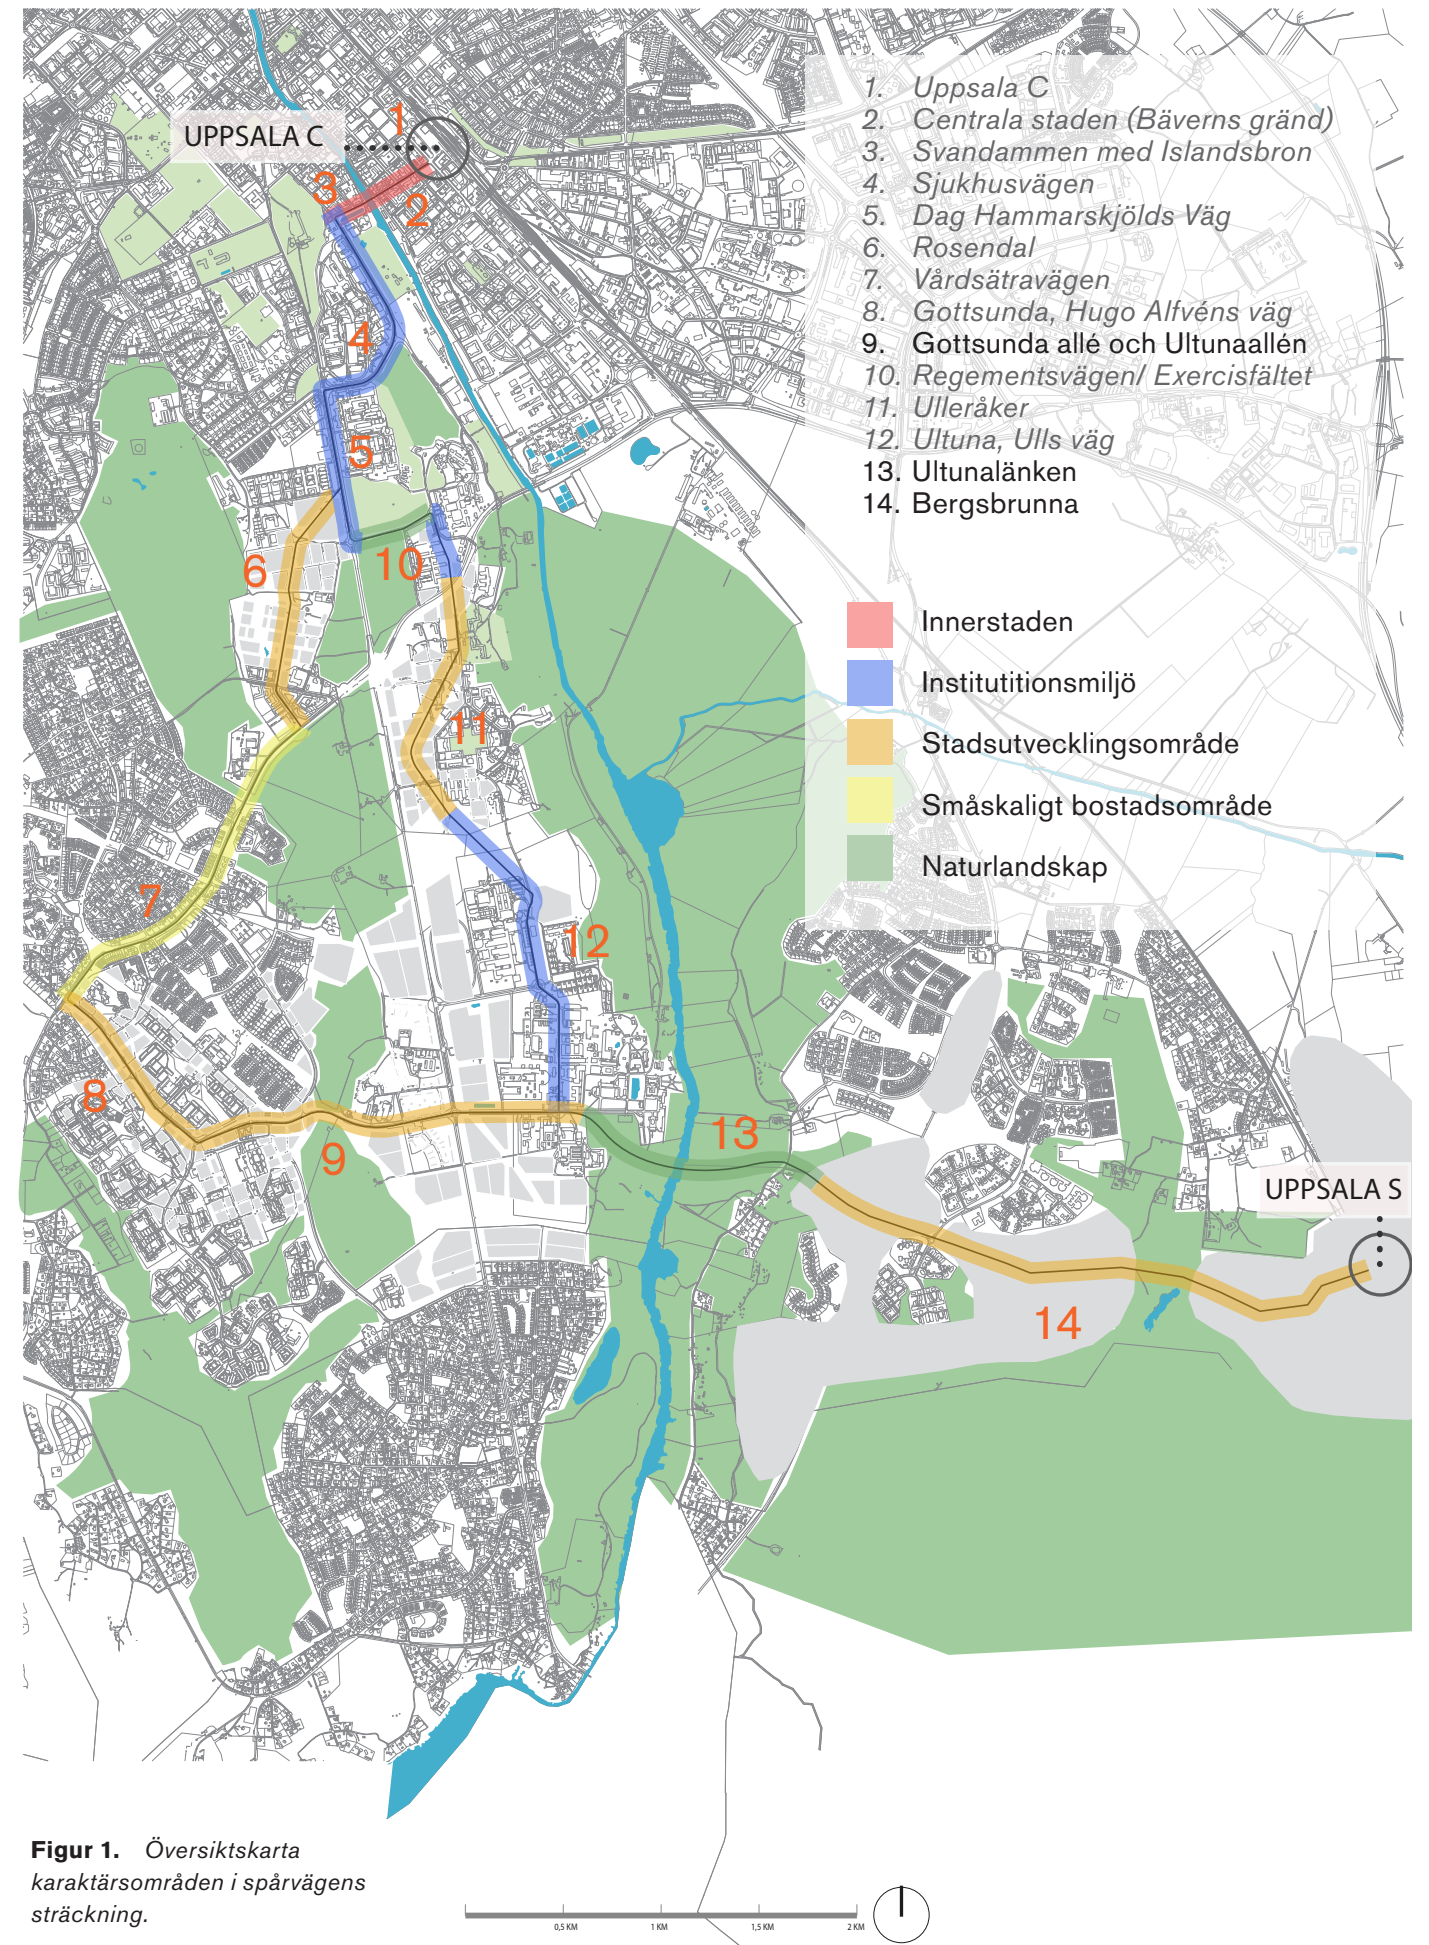 UPPSALA C
1
2
3
4
5
6
7
8
9
10
11
12
13
14
UPPSALA S
1. Uppsala C
2. Centrala staden (Bäverns gränd)
3. Svandammen med Islandsbron
4. Sjukhusvägen
5. Dag Hammarskjölds Väg
6. Rosendal
7. Vårdsätravägen
8. Gottsunda, Hugo Alfvéns väg
9. Gottsunda allé och Ultunaallén
10. Regementsvägen/ Exercisfältet
11. Ulleråker
12. Ultuna, Ulls väg
13. Ultunalänken
14. Bergsbrunna
Innerstaden
Institutitionsmiljö
Stadsutvecklingsområde
Småskaligt bostadsområde
Naturlandskap
Figur 1. Översiktskarta
karaktärsområden i spårvägens
sträckning.
0,5 KM 1 KM 1,5 KM 2 KM